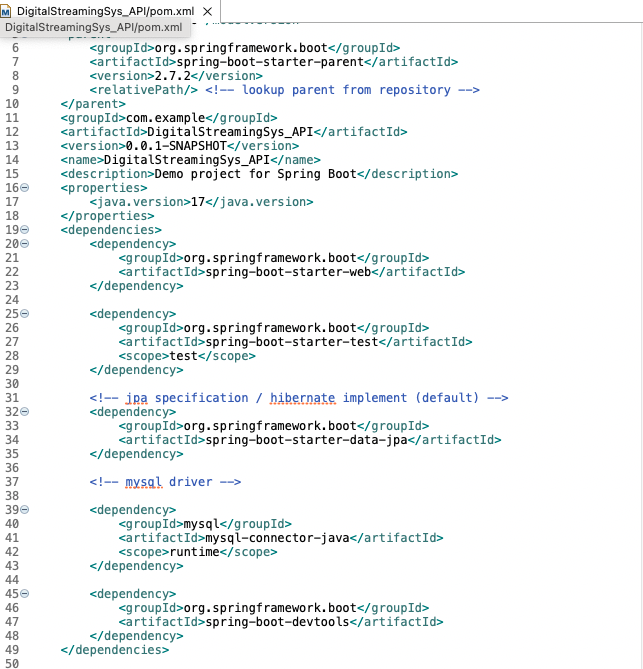 DigitalStreamingSys_API/pom.xml
DigitalStreamingSys_API/pom.xml
6 <groupId>org.springframework.boot</groupId>
7 <artifactId>spring-boot-starter-parent</artifactId>
8 <version>2.7.2</version>
9 <relativePath/> <!-- lookup parent from repository -->
10 </parent>
11 <groupId>com.example</groupId>
12 <artifactId>DigitalStreamingSys_API</artifactId>
13 <version>0.0.1-SNAPSHOT</version>
14 <name>DigitalStreamingSys_API</name>
15 <description>Demo project for Spring Boot</description>
16 <properties>
17 <java.version>17</java.version>
18 </properties>
19 <dependencies>
20 <dependency>
21 <groupId>org.springframework.boot</groupId>
22 <artifactId>spring-boot-starter-web</artifactId>
23 </dependency>
24
25 <dependency>
26 <groupId>org.springframework.boot</groupId>
27 <artifactId>spring-boot-starter-test</artifactId>
28 <scope>test</scope>
29 </dependency>
30
31 <!-- jpa specification / hibernate implement (default) -->
32 <dependency>
33 <groupId>org.springframework.boot</groupId>
34 <artifactId>spring-boot-starter-data-jpa</artifactId>
35 </dependency>
36
37 <!-- mysql driver -->
38
39 <dependency>
40 <groupId>mysql</groupId>
41 <artifactId>mysql-connector-java</artifactId>
42 <scope>runtime</scope>
43 </dependency>
44
45 <dependency>
46 <groupId>org.springframework.boot</groupId>
47 <artifactId>spring-boot-devtools</artifactId>
48 </dependency>
49 </dependencies>
50